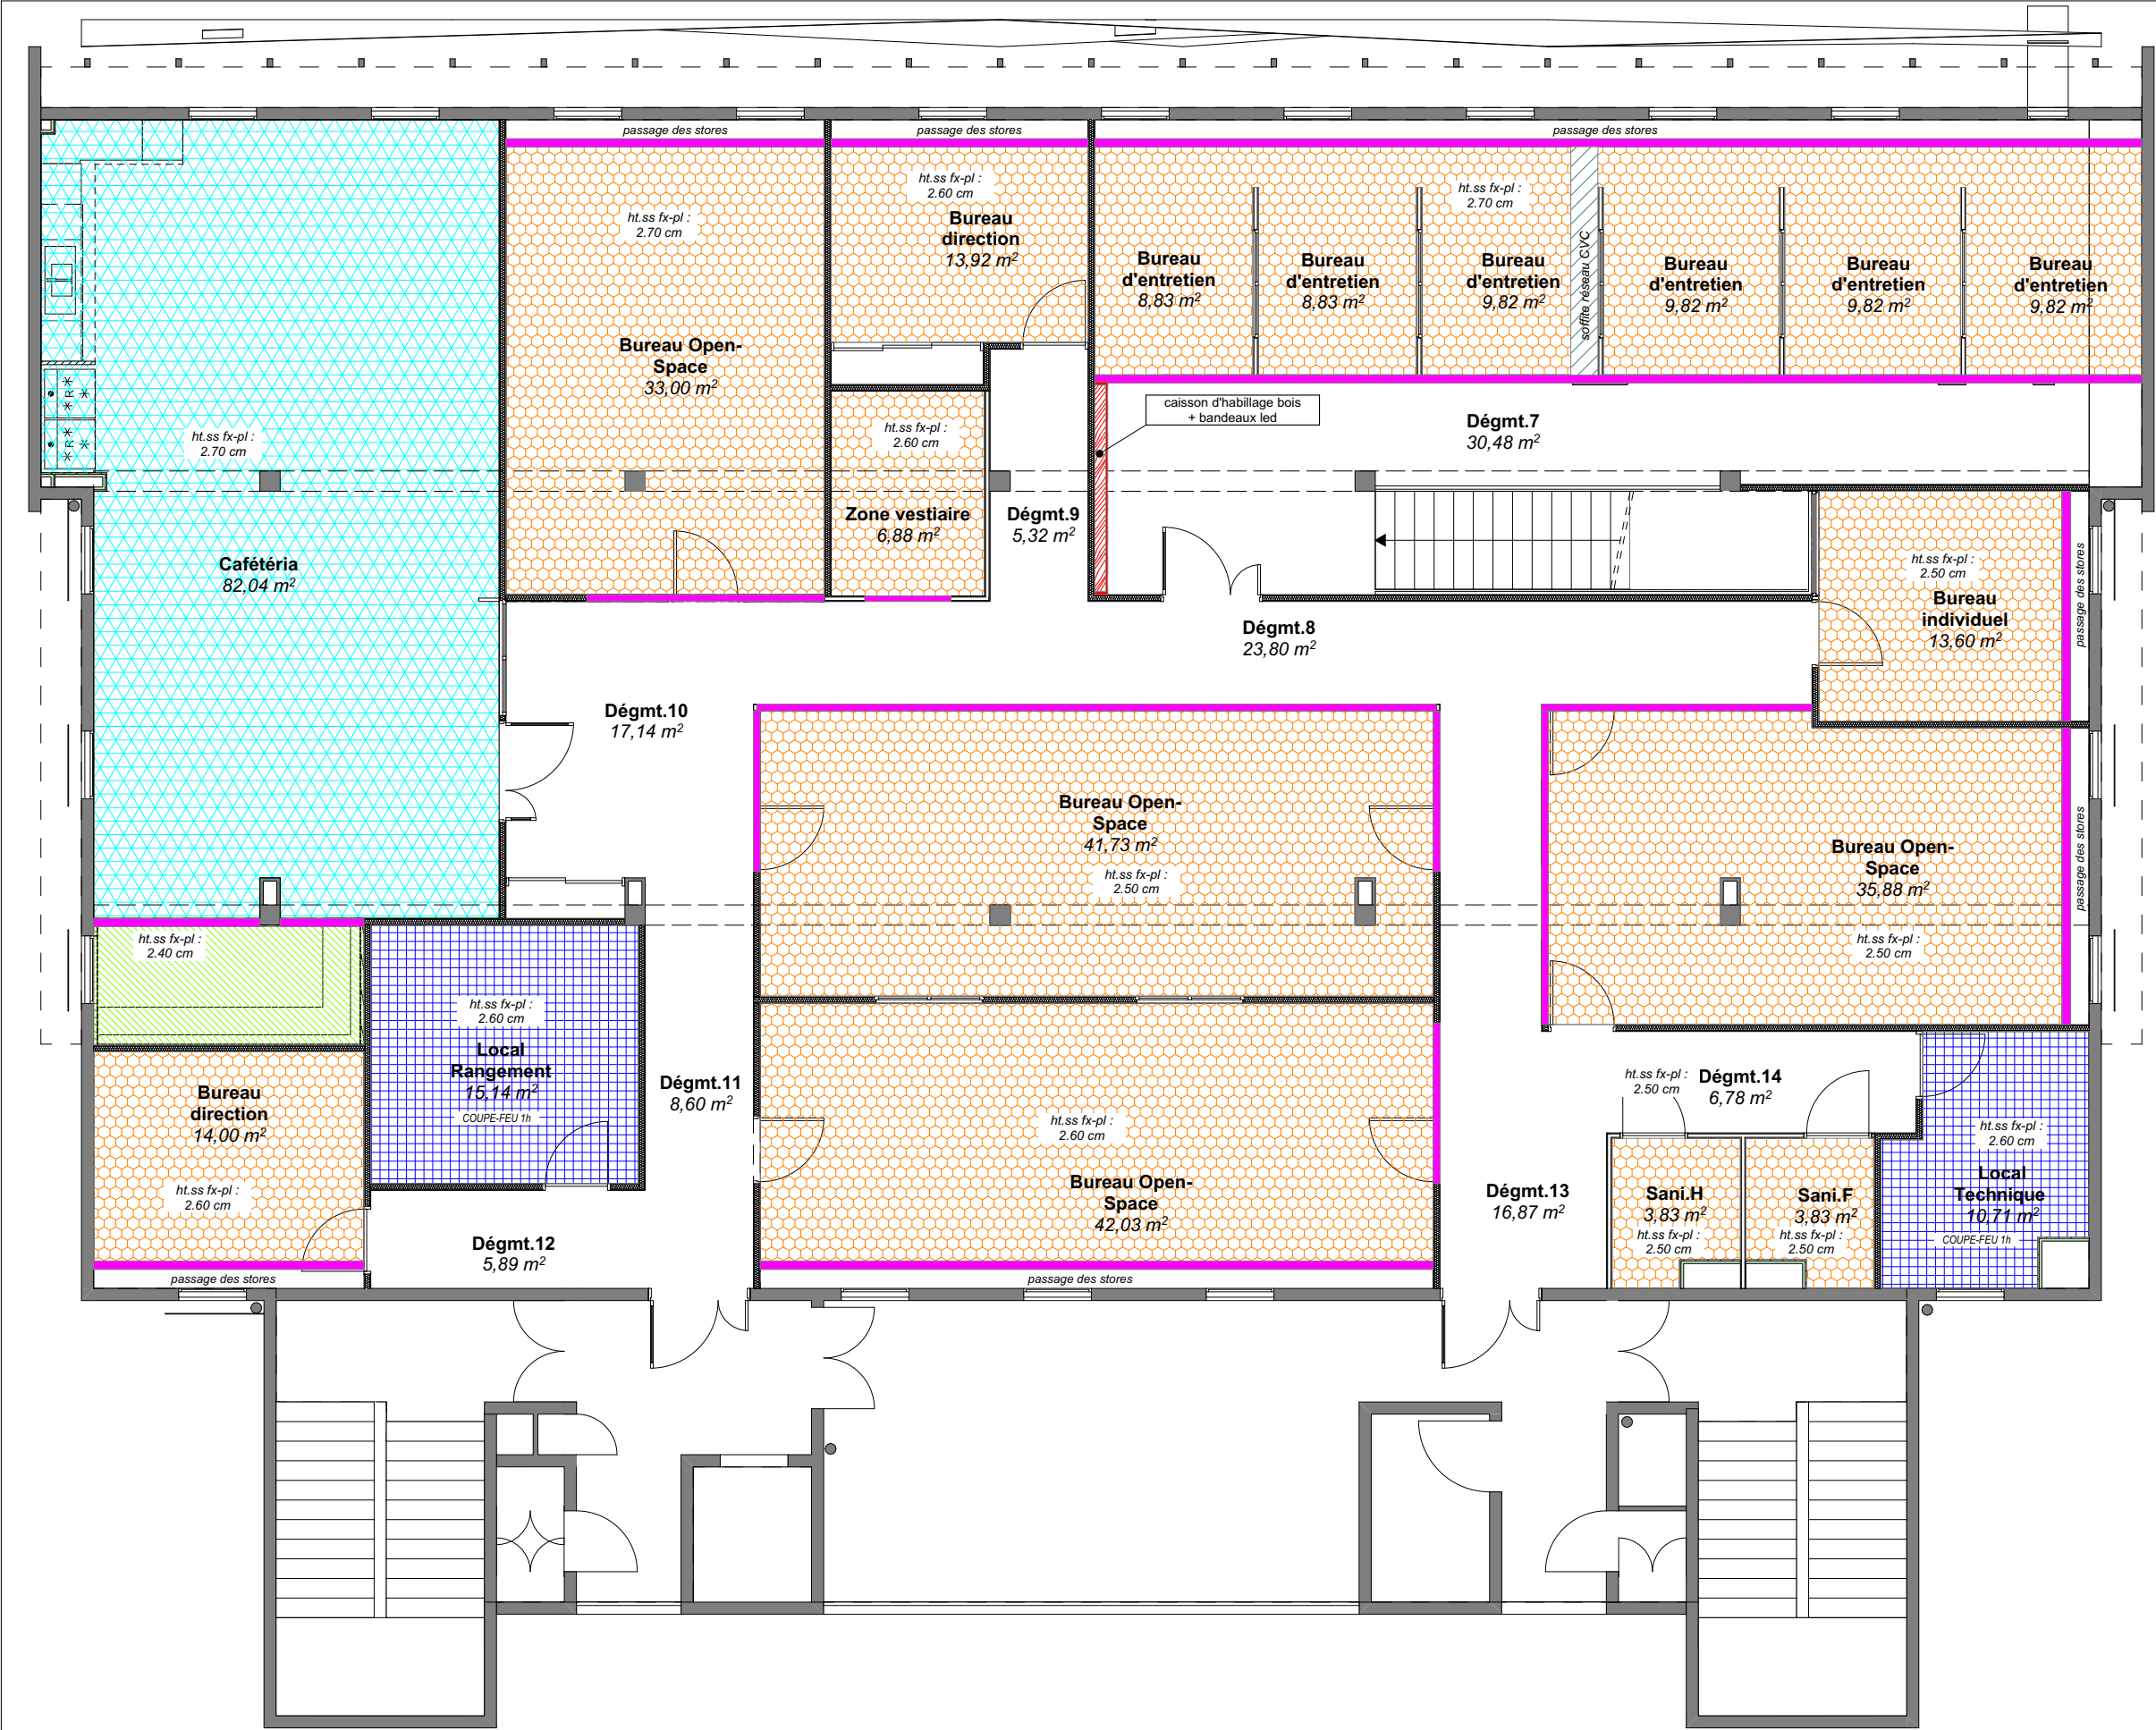 passage des stores
passage des stores
passage des stores
ht.ss fx-pl :
2.70 cm
Bureau Open-
Space
33,00 m²
ht.ss fx-pl :
2.60 cm
Bureau
direction
13,92 m²
Bureau
d'entretien
8,83 m²
Bureau
d'entretien
8,83 m²
ht.ss fx-pl :
2.70 cm
Bureau
d'entretien
9,82 m²
soffite réseau CVC
Bureau
d'entretien
9,82 m²
Bureau
d'entretien
9,82 m²
Bureau
d'entretien
9,82 m²
R
R
ht.ss fx-pl :
2.70 cm
Cafétéria
82,04 m²
ht.ss fx-pl :
2.60 cm
Zone vestiaire
6,88 m²
Dégmt.9
5,32 m²
caisson d'habillage bois
+ bandeaux led
Dégmt.7
30,48 m²
ht.ss fx-pl :
2.50 cm
Bureau
individuel
13,60 m²
passage des stores
Dégmt.8
23,80 m²
Dégmt.10
17,14 m²
Bureau Open-
Space
41,73 m²
ht.ss fx-pl :
2.50 cm
Bureau Open-
Space
35,88 m²
ht.ss fx-pl :
2.50 cm
passage des stores
ht.ss fx-pl :
2.40 cm
ht.ss fx-pl :
2.60 cm
Local
Rangement
15,14 m²
COUPE-FEU 1h
Bureau
direction
14,00 m²
ht.ss fx-pl :
2.60 cm
passage des stores
Dégmt.11
8,60 m²
Dégmt.12
5,89 m²
ht.ss fx-pl :
2.60 cm
Bureau Open-
Space
42,03 m²
passage des stores
Dégmt.13
16,87 m²
ht.ss fx-pl :
2.50 cm
Dégmt.14
6,78 m²
Sani.H
3,83 m²
ht.ss fx-pl :
2.50 cm
Sani.F
3,83 m²
ht.ss fx-pl :
2.50 cm
ht.ss fx-pl :
2.60 cm
Local
Technique
10,71 m²
COUPE-FEU 1h